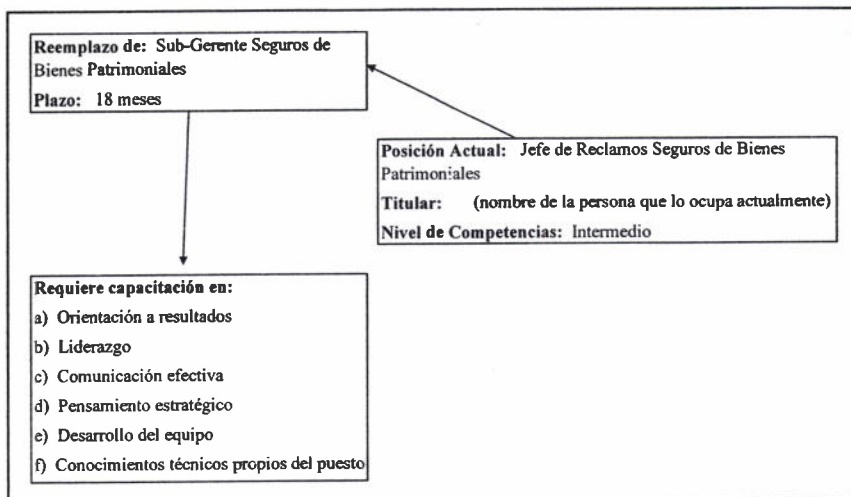 Reemplazo de: Sub-Gerente Seguros de
Bienes Patrimoniales
Plazo: 18 meses
Posición Actual: Jefe de Reclamos Seguros de Bienes
Patrimoniales
Titular: (nombre de la persona que lo ocupa actualmente)
Nivel de Competencias: Intermedio
Requiere capacitación en:
a) Orientación a resultados
b) Liderazgo
c) Comunicación efectiva
d) Pensamiento estratégico
e) Desarrollo del equipo
f) Conocimientos técnicos propios del puesto